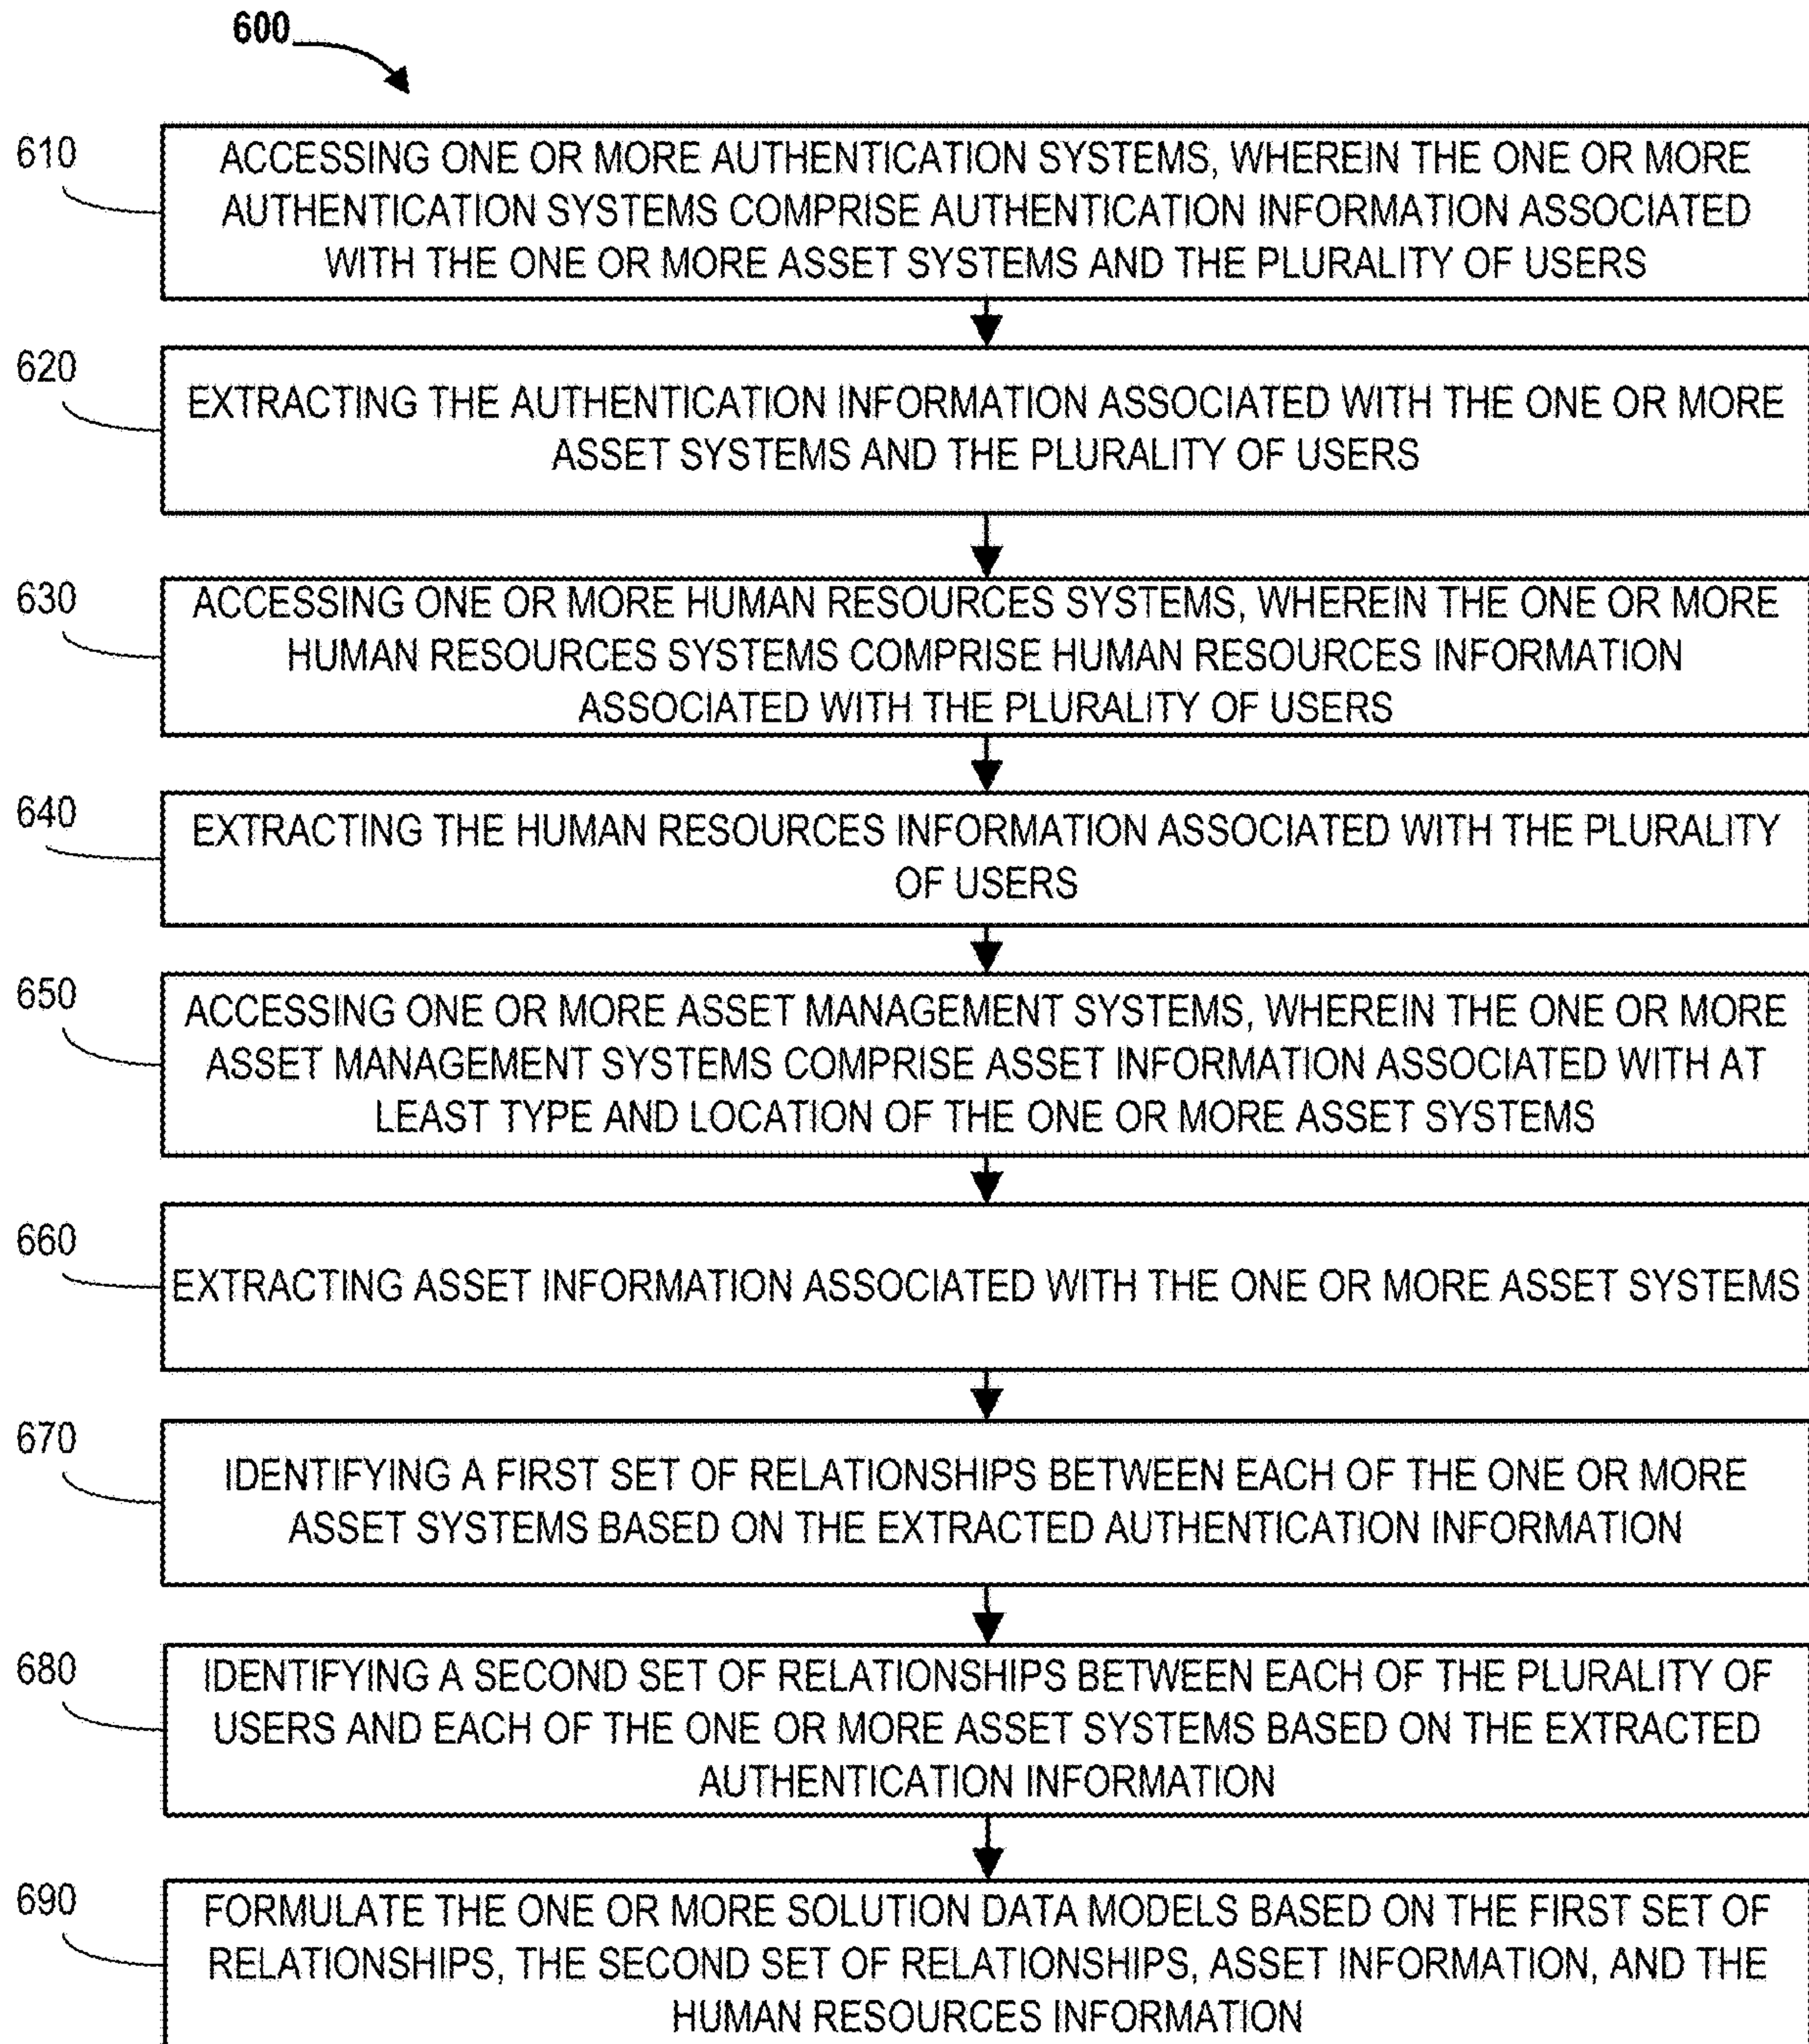 600
610
ACCESSING ONE OR MORE AUTHENTICATION SYSTEMS, WHEREIN THE ONE OR MORE
AUTHENTICATION SYSTEMS COMPRISE AUTHENTICATION INFORMATION ASSOCIATED
WITH THE ONE OR MORE ASSET SYSTEMS AND THE PLURALITY OF USERS
620
EXTRACTING THE AUTHENTICATION INFORMATION ASSOCIATED WITH THE ONE OR MORE
ASSET SYSTEMS AND THE PLURALITY OF USERS
630
ACCESSING ONE OR MORE HUMAN RESOURCES SYSTEMS, WHEREIN THE ONE OR MORE
HUMAN RESOURCES SYSTEMS COMPRISE HUMAN RESOURCES INFORMATION
ASSOCIATED WITH THE PLURALITY OF USERS
640
EXTRACTING THE HUMAN RESOURCES INFORMATION ASSOCIATED WITH THE PLURALITY
OF USERS
650
ACCESSING ONE OR MORE ASSET MANAGEMENT SYSTEMS, WHEREIN THE ONE OR MORE
ASSET MANAGEMENT SYSTEMS COMPRISE ASSET INFORMATION ASSOCIATED WITH AT
LEAST TYPE AND LOCATION OF THE ONE OR MORE ASSET SYSTEMS
660
EXTRACTING ASSET INFORMATION ASSOCIATED WITH THE ONE OR MORE ASSET SYSTEMS
670
IDENTIFYING A FIRST SET OF RELATIONSHIPS BETWEEN EACH OF THE ONE OR MORE
ASSET SYSTEMS BASED ON THE EXTRACTED AUTHENTICATION INFORMATION
680
IDENTIFYING A SECOND SET OF RELATIONSHIPS BETWEEN EACH OF THE PLURALITY OF
USERS AND EACH OF THE ONE OR MORE ASSET SYSTEMS BASED ON THE EXTRACTED
AUTHENTICATION INFORMATION
690
FORMULATE THE ONE OR MORE SOLUTION DATA MODELS BASED ON THE FIRST SET OF
RELATIONSHIPS, THE SECOND SET OF RELATIONSHIPS, ASSET INFORMATION, AND THE
HUMAN RESOURCES INFORMATION